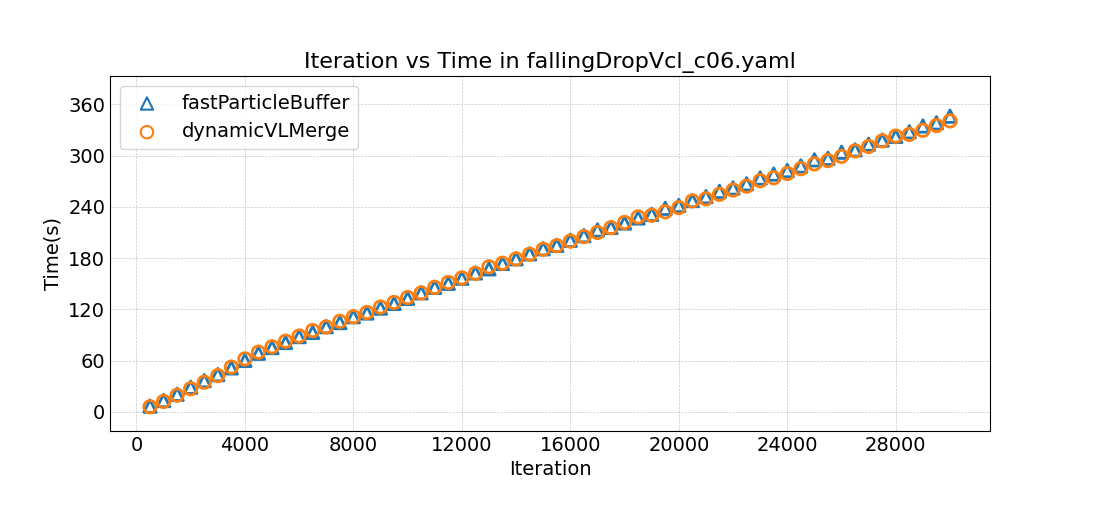 Iteration vs Time in fallingDropVcl_c06.yaml
fastParticleBuffer
dynamicVLMerge
Time(s)
360
300
240
180
120
60
0
0 4000 8000 12000 16000 20000 24000 28000
Iteration